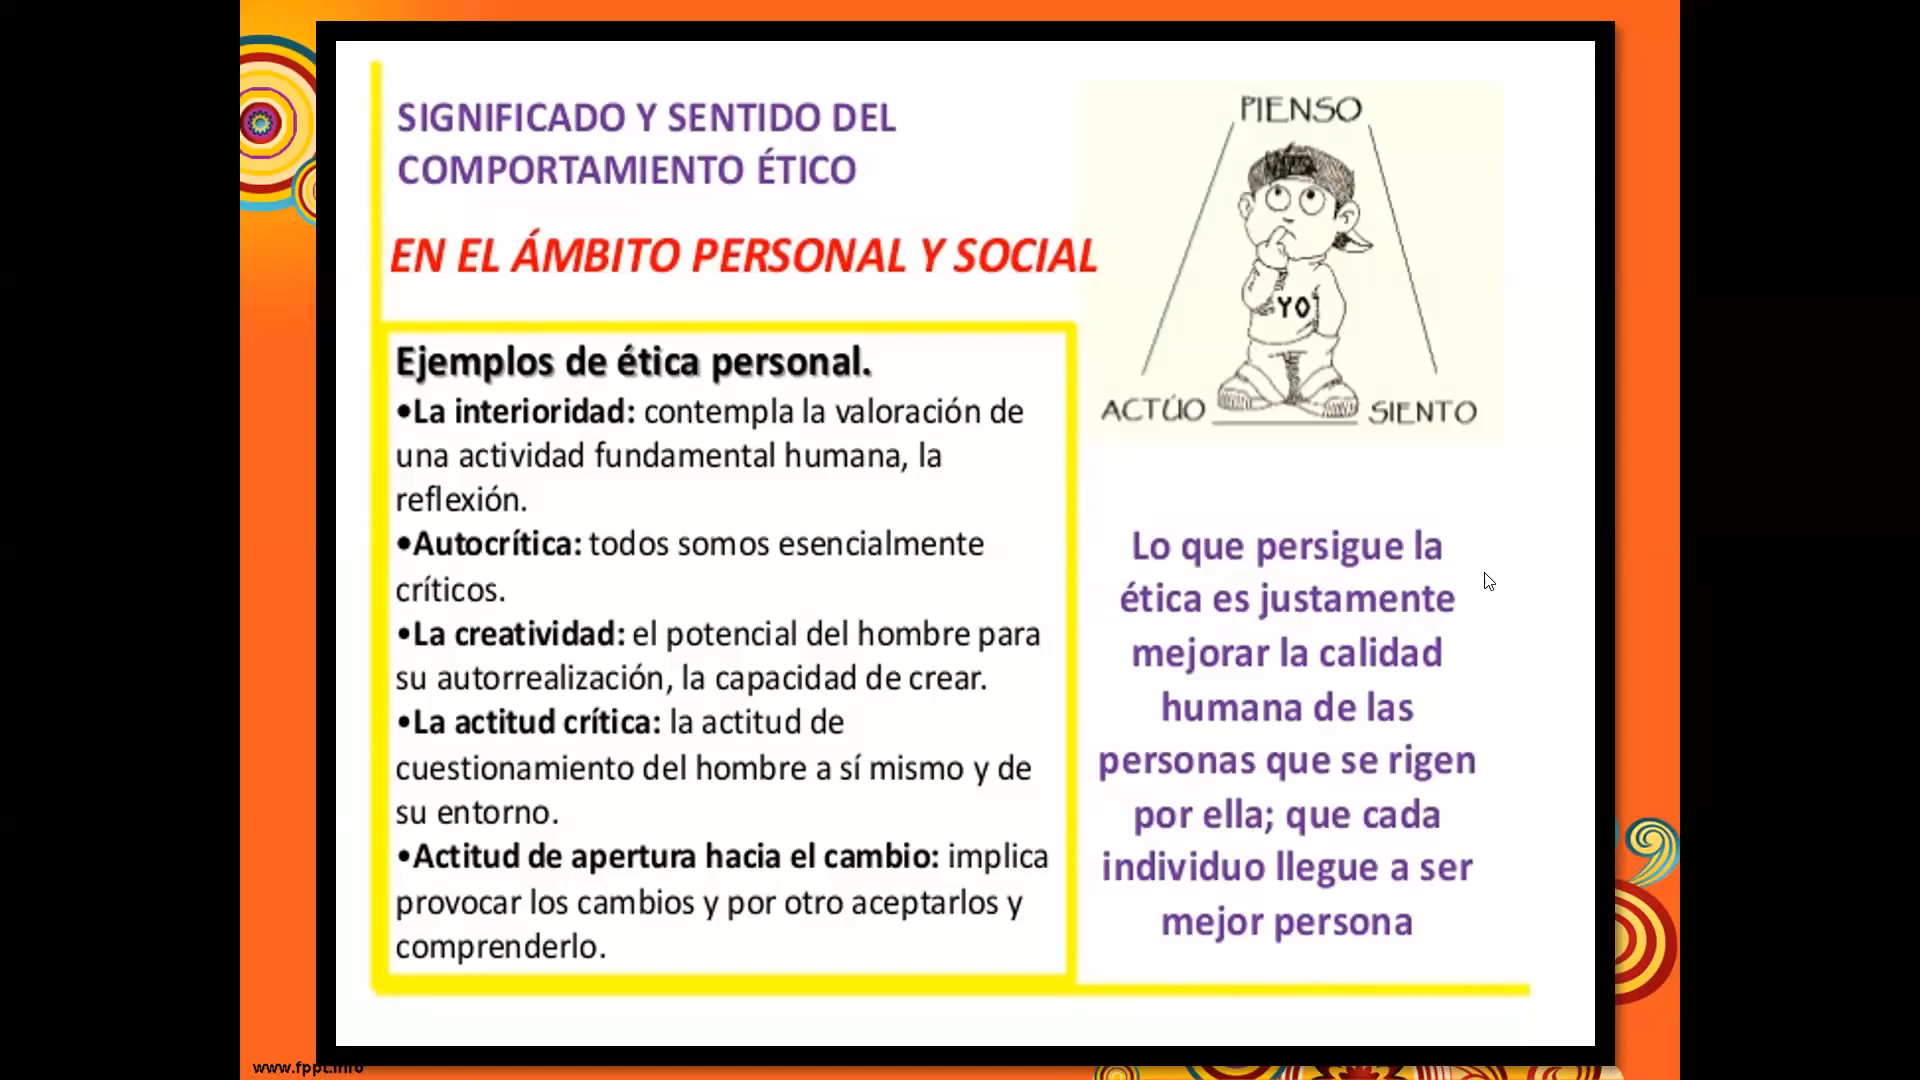 SIGNIFICADO Y SENTIDO DEL
COMPORTAMIENTO ÉTICO
EN EL ÁMBITO PERSONAL Y SOCIAL
Ejemplos de ética personal.
•La interioridad: contempla la valoración de
una actividad fundamental humana, la
reflexión.
•Autocrítica: todos somos esencialmente
críticos.
•La creatividad: el potencial del hombre para
su autorrealización, la capacidad de crear.
•La actitud crítica: la actitud de
cuestionamiento del hombre a sí mismo y de
su entorno.
•Actitud de apertura hacia el cambio: implica
provocar los cambios y por otro aceptarlos y
comprenderlo.
PIENSO
YO
ACTÚO
SIENTO
Lo que persigue la
ética es justamente
mejorar la calidad
humana de las
personas que se rigen
por ella; que cada
individuo llegue a ser
mejor persona
www.fppt.info